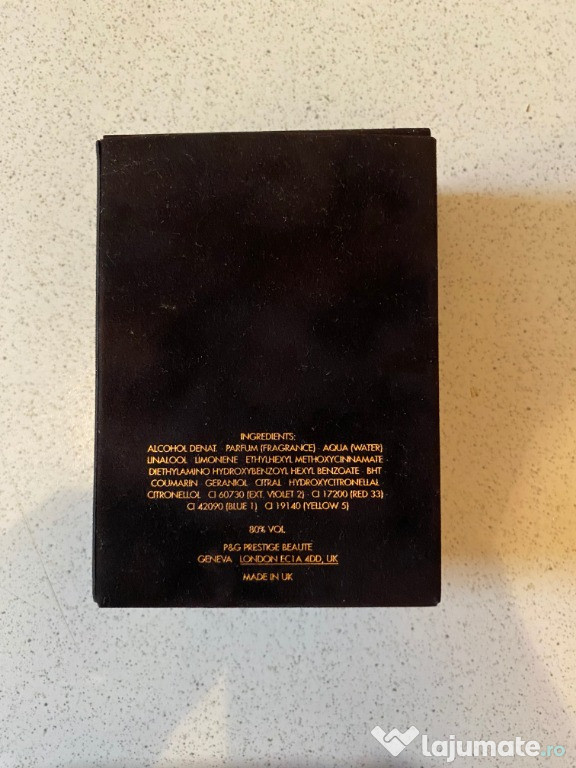 INGREDIENTS:
ALCOHOL DENAT. · PARFUM (FRAGRANCE) · AQUA (WATER)
LINALOOL · LIMONENE · ETHYLHEXYL METHOXYCINNAMATE
DIETHYLAMINO HYDROXYBENZOYL HEXYL BENZOATE · BHT
COUMARIN · GERANIOL · CITRAL · HYDROXYCITRONELLAL
CITRONELLOL · CI 60730 (EXT. VIOLET 2) · CI 17200 (RED 33)
CI 42090 (BLUE 1) · CI 19140 (YELLOW 5)
80% VOL
P&G PRESTIGE BEAUTE
GENEVA · LONDON EC1A 4DD, UK
MADE IN UK
lajumate.ro